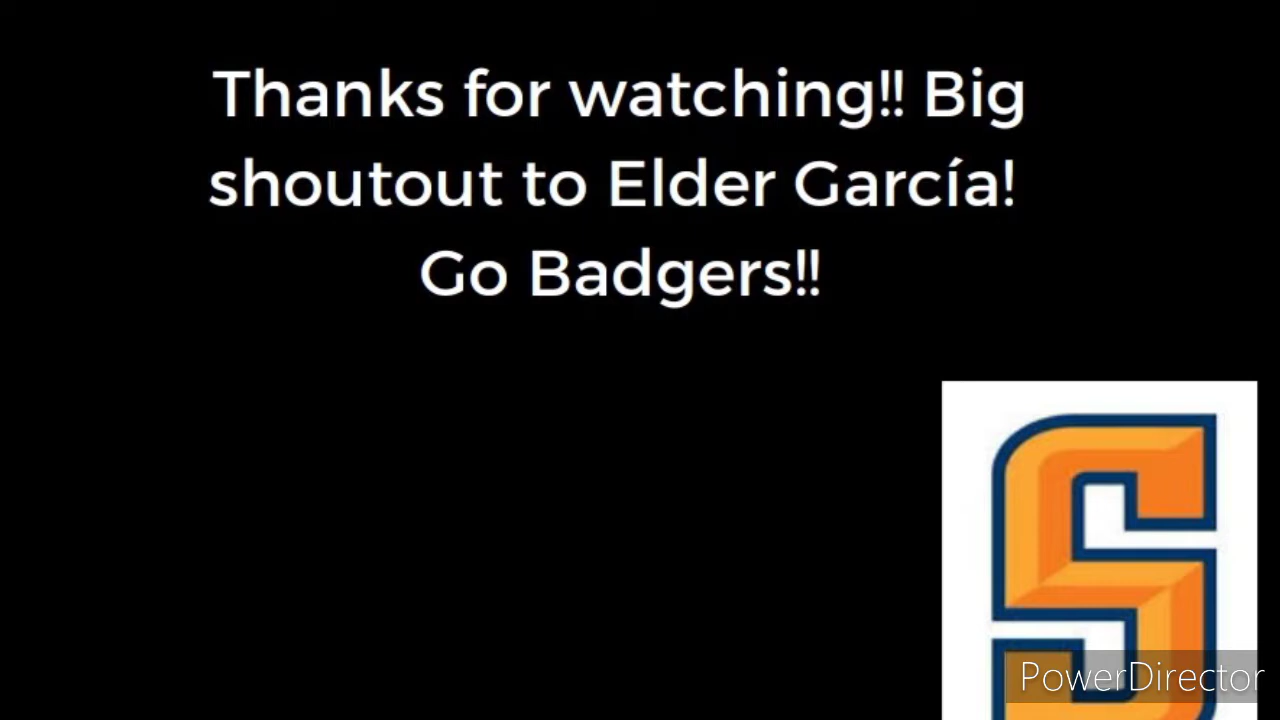 Thanks for watching!! Big
shoutout to Elder García!
Go Badgers!!
S
PowerDirector